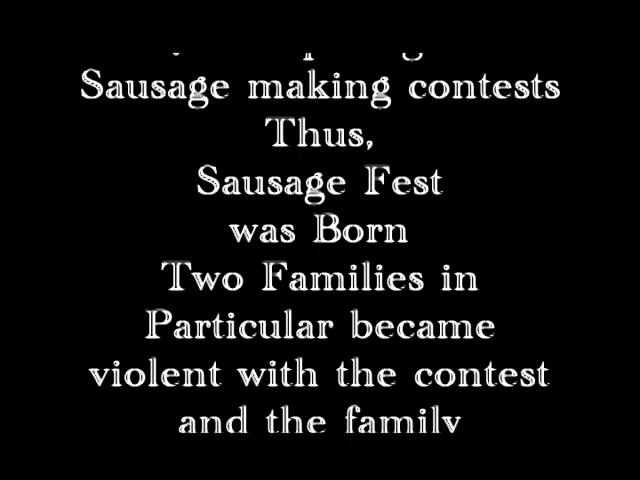 Sausage making contests
Thus,
Sausage Fest
was Born
Two Families in
Particular became
violent with the contest
and the family